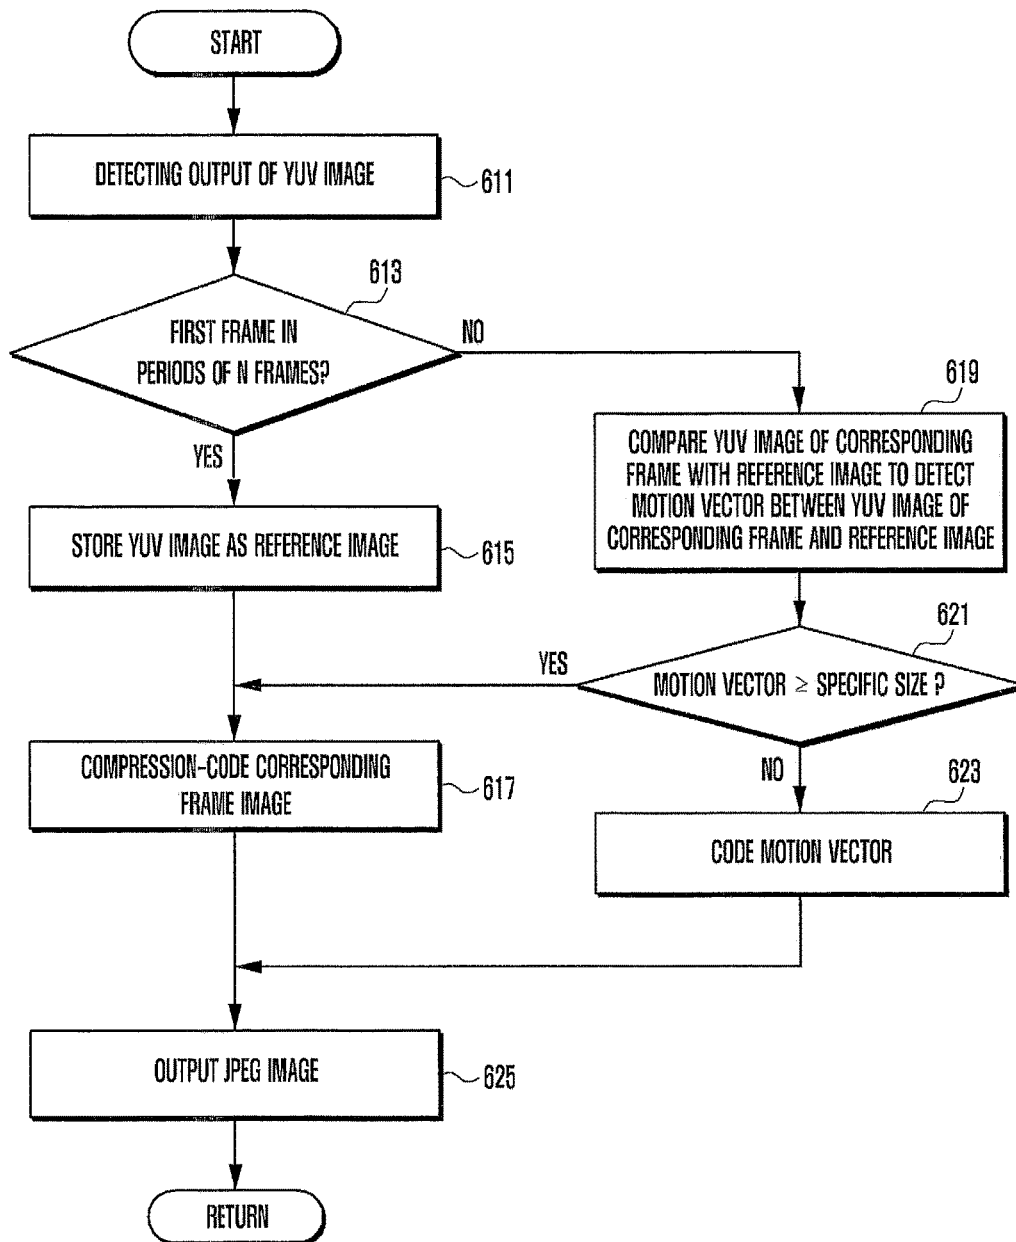 START
DETECTING OUTPUT OF YUV IMAGE
611
613
FIRST FRAME IN
PERIODS OF N FRAMES?
NO
YES
619
COMPARE YUV IMAGE OF CORRESPONDING
FRAME WITH REFERENCE IMAGE TO DETECT
MOTION VECTOR BETWEEN YUV IMAGE OF
CORRESPONDING FRAME AND REFERENCE IMAGE
STORE YUV IMAGE AS REFERENCE IMAGE
615
621
YES
MOTION VECTOR ≥ SPECIFIC SIZE ?
NO
COMPRESSION-CODE CORRESPONDING
FRAME IMAGE
617
623
CODE MOTION VECTOR
OUTPUT JPEG IMAGE
625
RETURN